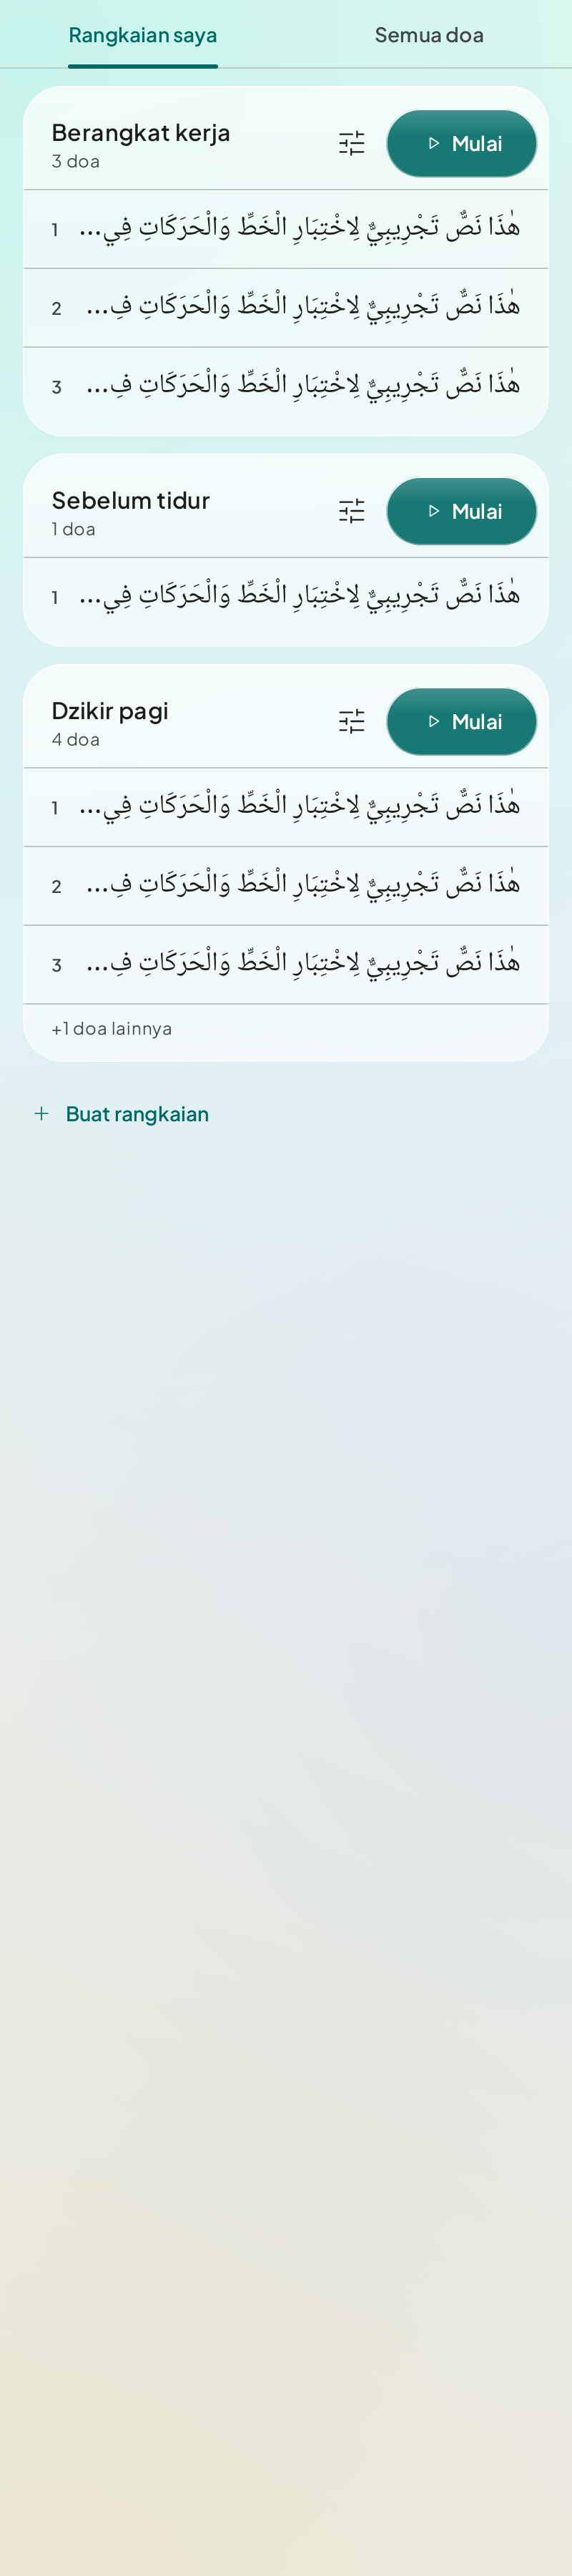 Rangkaian saya
Semua doa
Berangkat kerja
3 doa
Mulai
1 هٰذَا نَصٌّ تَجْرِيبِيٌّ لِاخْتِبَارِ الْخَطِّ وَالْحَرَكَاتِ فِي...
2 هٰذَا نَصٌّ تَجْرِيبِيٌّ لِاخْتِبَارِ الْخَطِّ وَالْحَرَكَاتِ فِ...
3 هٰذَا نَصٌّ تَجْرِيبِيٌّ لِاخْتِبَارِ الْخَطِّ وَالْحَرَكَاتِ فِ...
Sebelum tidur
1 doa
Mulai
1 هٰذَا نَصٌّ تَجْرِيبِيٌّ لِاخْتِبَارِ الْخَطِّ وَالْحَرَكَاتِ فِي...
Dzikir pagi
4 doa
Mulai
1 هٰذَا نَصٌّ تَجْرِيبِيٌّ لِاخْتِبَارِ الْخَطِّ وَالْحَرَكَاتِ فِي...
2 هٰذَا نَصٌّ تَجْرِيبِيٌّ لِاخْتِبَارِ الْخَطِّ وَالْحَرَكَاتِ فِ...
3 هٰذَا نَصٌّ تَجْرِيبِيٌّ لِاخْتِبَارِ الْخَطِّ وَالْحَرَكَاتِ فِ...
+1 doa lainnya
Buat rangkaian